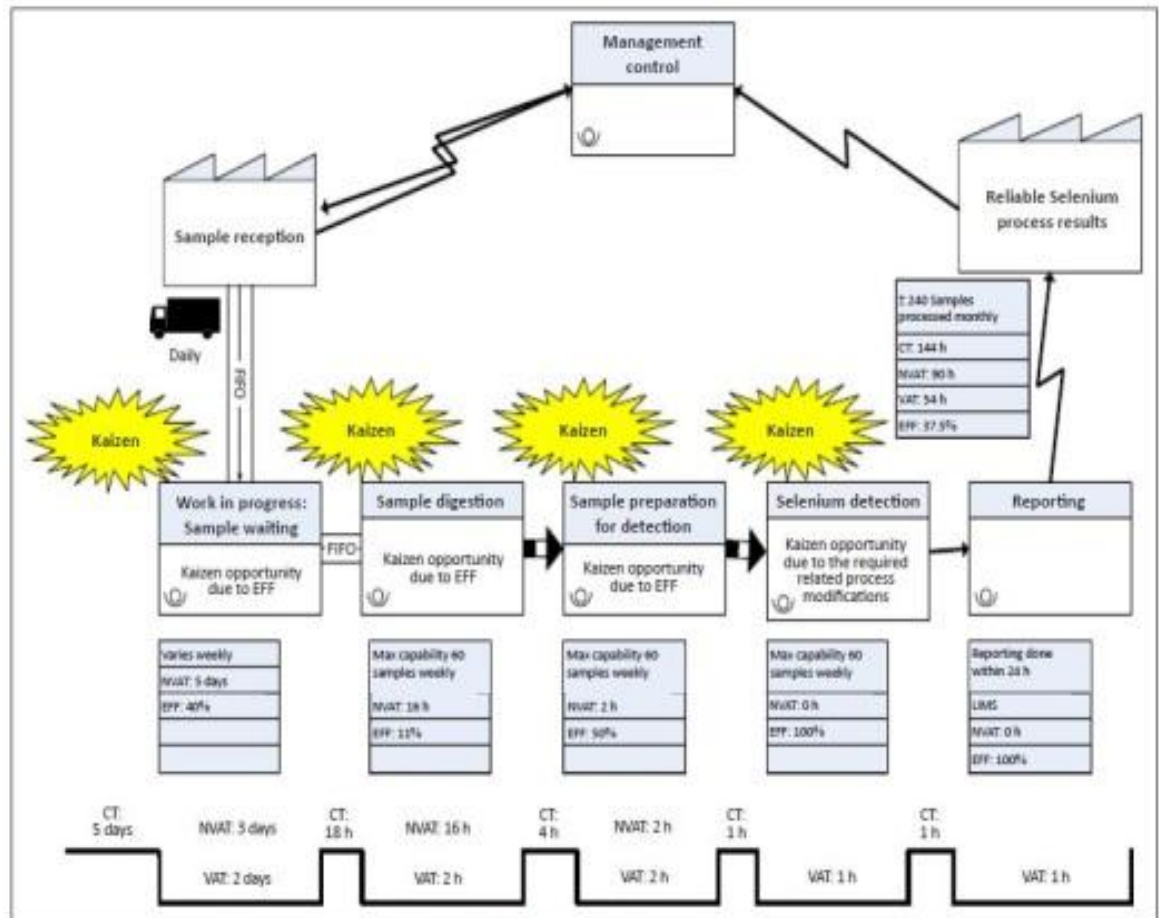 Management
control
Sample reception
Reliable Selenium
process results
Daily
FIFO
± 240 Samples
processed monthly
CT: 144 h
NVAT: 90 h
VAT: 54 h
EFF: 37.5%
Kaizen
Kaizen
Kaizen
Kaizen
Work in progress:
Sample waiting
Kaizen opportunity
due to EFF
FIFO
Sample digestion
Kaizen opportunity
due to EFF
Sample preparation
for detection
Kaizen opportunity
due to EFF
Selenium detection
Kaizen opportunity
due to the required
related process
modifications
Reporting
Varies weekly
NVAT: 5 days
EFF: 40%
Max capability 60
samples weekly
NVAT: 16 h
EFF: 11%
Max capability 60
samples weekly
NVAT: 2 h
EFF: 50%
Max capability 60
samples weekly
NVAT: 0 h
EFF: 100%
Reporting done
within 24 h
LIMS
NVAT: 0 h
EFF: 100%
CT:
5 days
NVAT: 3 days
VAT: 2 days
CT:
18 h
NVAT: 16 h
VAT: 2 h
CT:
4 h
NVAT: 2 h
VAT: 2 h
CT:
1 h
VAT: 1 h
CT:
1 h
VAT: 1 h